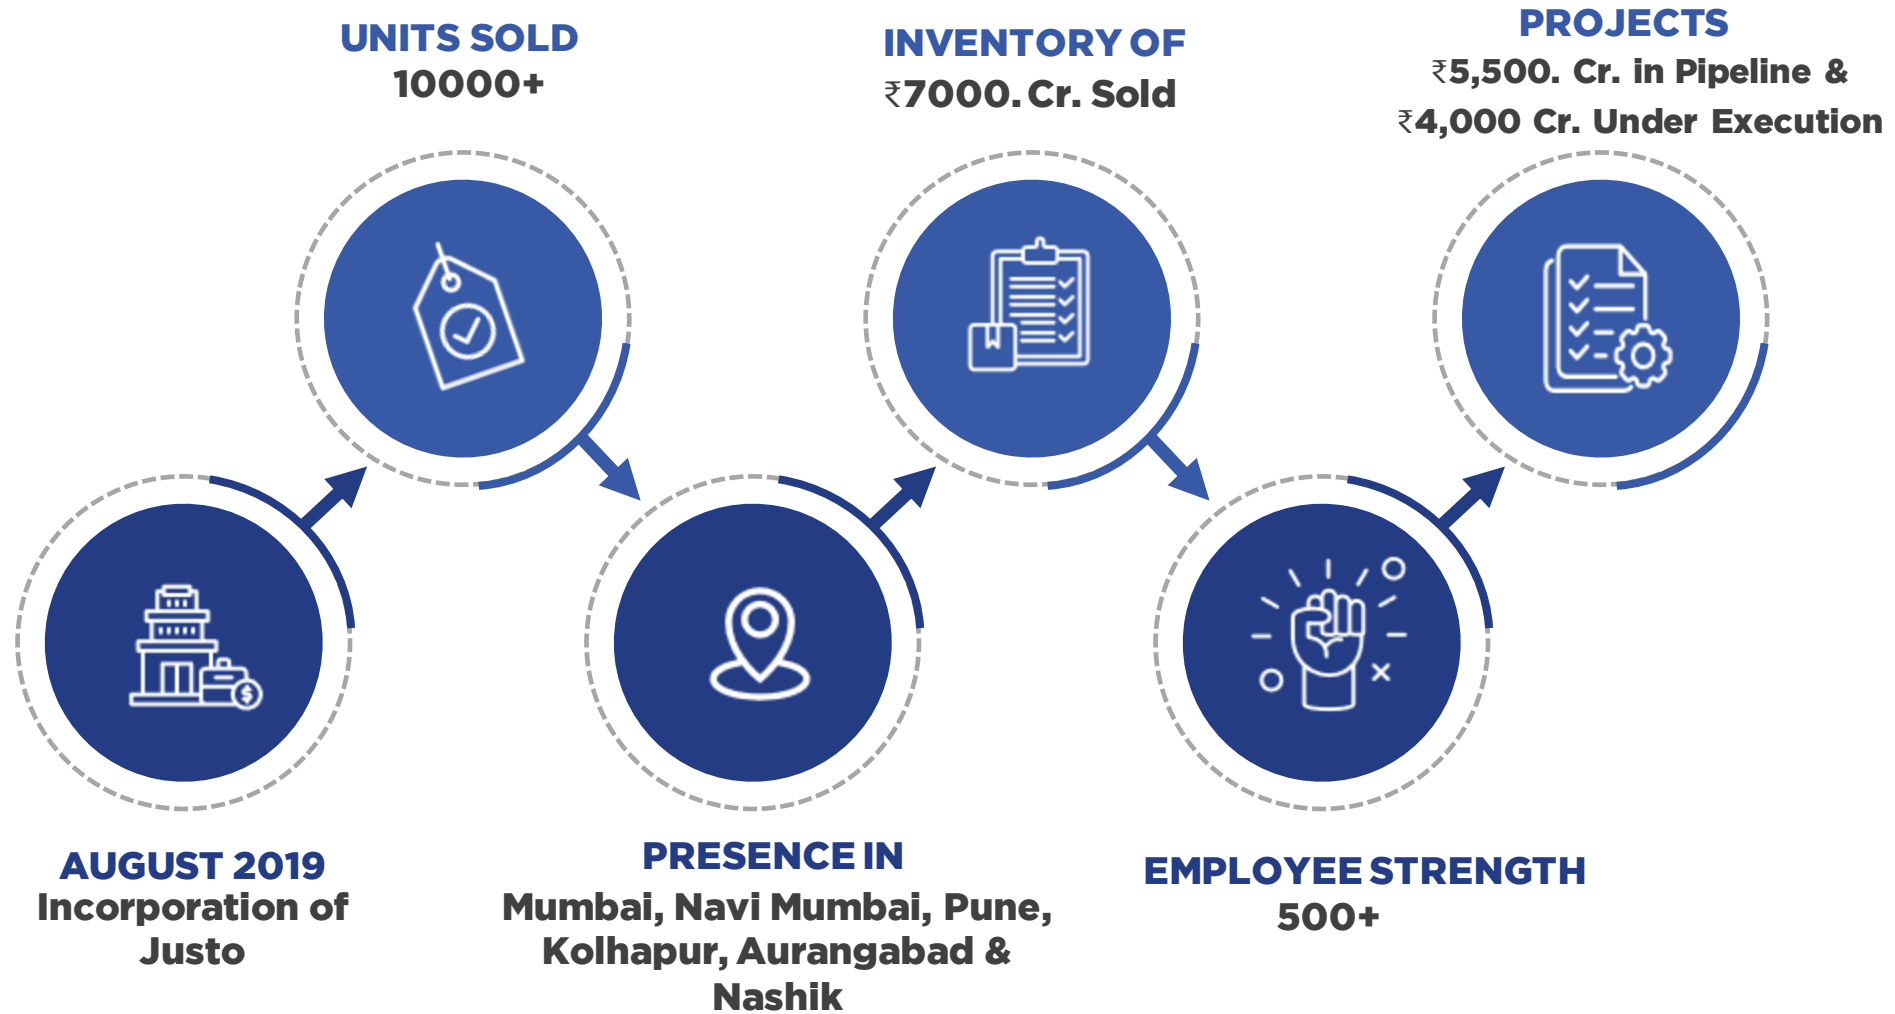 UNITS SOLD
10000+
INVENTORY OF
₹7000. Cr. Sold
PROJECTS
₹5,500. Cr. in Pipeline &
₹4,000 Cr. Under Execution
AUGUST 2019
Incorporation of
Justo
PRESENCE IN
Mumbai, Navi Mumbai, Pune,
Kolhapur, Aurangabad &
Nashik
EMPLOYEE STRENGTH
500+